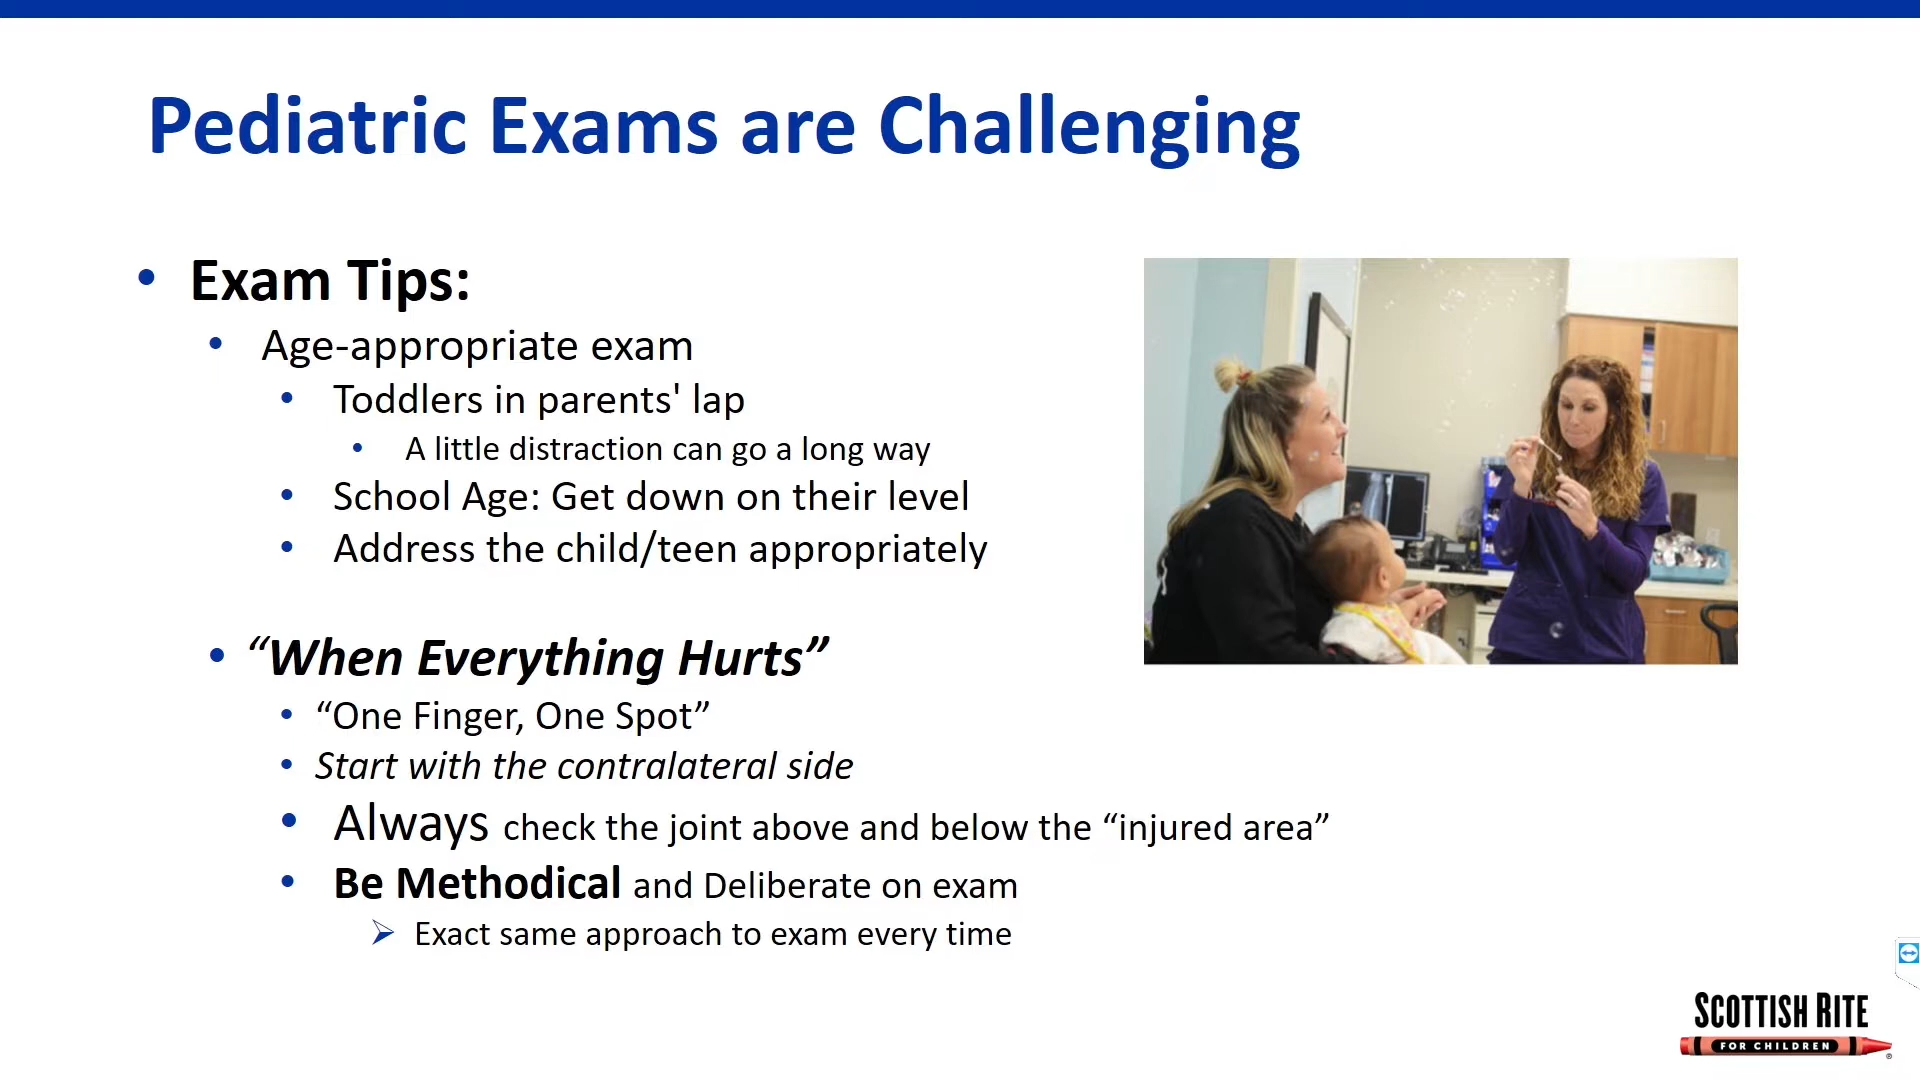 Pediatric Exams are Challenging
• Exam Tips:
• Age-appropriate exam
• Toddlers in parents' lap
• A little distraction can go a long way
• School Age: Get down on their level
• Address the child/teen appropriately
• “When Everything Hurts”
• “One Finger, One Spot”
• Start with the contralateral side
• Always check the joint above and below the “injured area”
• Be Methodical and Deliberate on exam
➢ Exact same approach to exam every time
SCOTTISH RITE
FOR CHILDREN
®